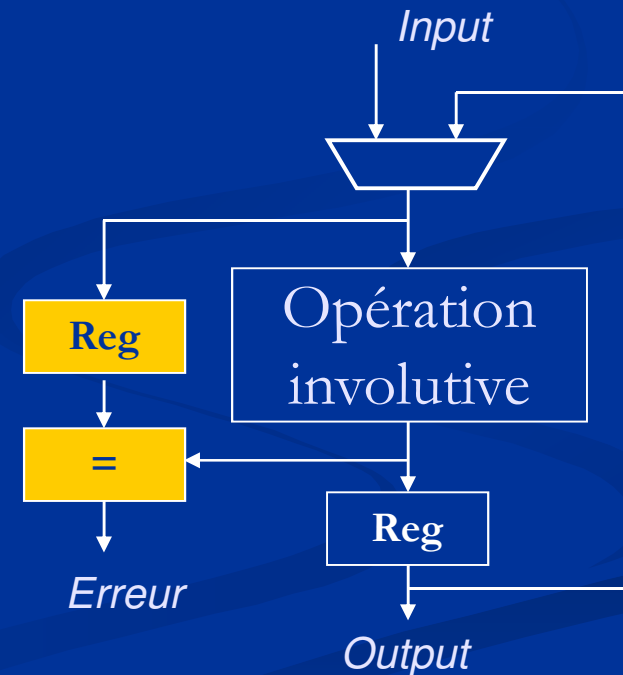 Input
Opération
involutive
Reg
=
Reg
Erreur
Output